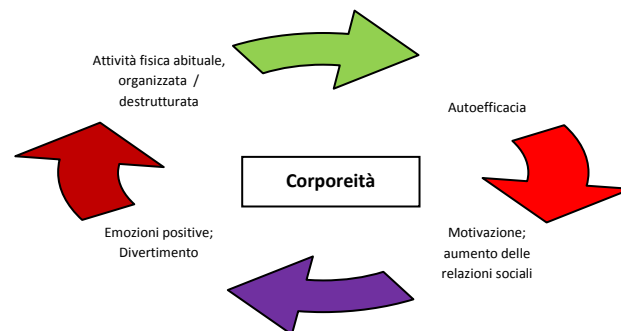 Attività fisica abituale,
organizzata /
destrutturata
Autoefficacia
Corporeità
Emozioni positive;
Divertimento
Motivazione;
aumento delle
relazioni sociali